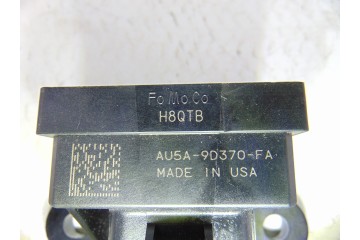 FoMoCo
H8QTB
AU5A-9D370-FA
MADE IN USA